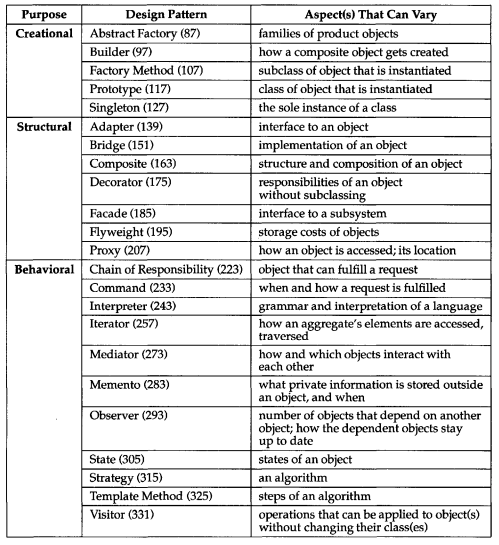 Purpose Design Pattern Aspect(s) That Can Vary
Creational Abstract Factory (87) families of product objects
Builder (97) how a composite object gets created
Factory Method (107) subclass of object that is instantiated
Prototype (117) class of object that is instantiated
Singleton (127) the sole instance of a class
Structural Adapter (139) interface to an object
Bridge (151) implementation of an object
Composite (163) structure and composition of an object
Decorator (175) responsibilities of an object
without subclassing
Facade (185) interface to a subsystem
Flyweight (195) storage costs of objects
Proxy (207) how an object is accessed; its location
Behavioral Chain of Responsibility (223) object that can fulfill a request
Command (233) when and how a request is fulfilled
Interpreter (243) grammar and interpretation of a language
Iterator (257) how an aggregate's elements are accessed,
traversed
Mediator (273) how and which objects interact with
each other
Memento (283) what private information is stored outside
an object, and when
Observer (293) number of objects that depend on another
object; how the dependent objects stay
up to date
State (305) states of an object
Strategy (315) an algorithm
Template Method (325) steps of an algorithm
Visitor (331) operations that can be applied to object(s)
without changing their class(es)